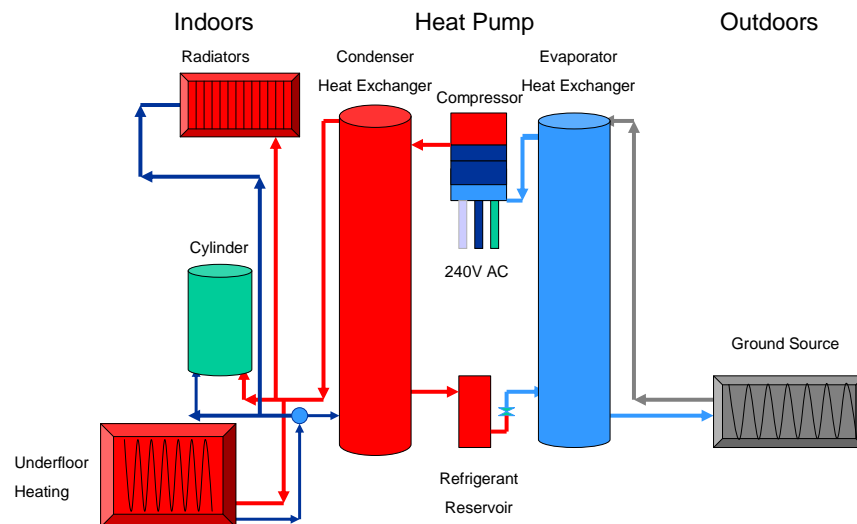 Indoors
Heat Pump
Outdoors
Radiators
Condenser
Heat Exchanger
Compressor
Evaporator
Heat Exchanger
Cylinder
240V AC
Ground Source
Underfloor
Heating
Refrigerant
Reservoir